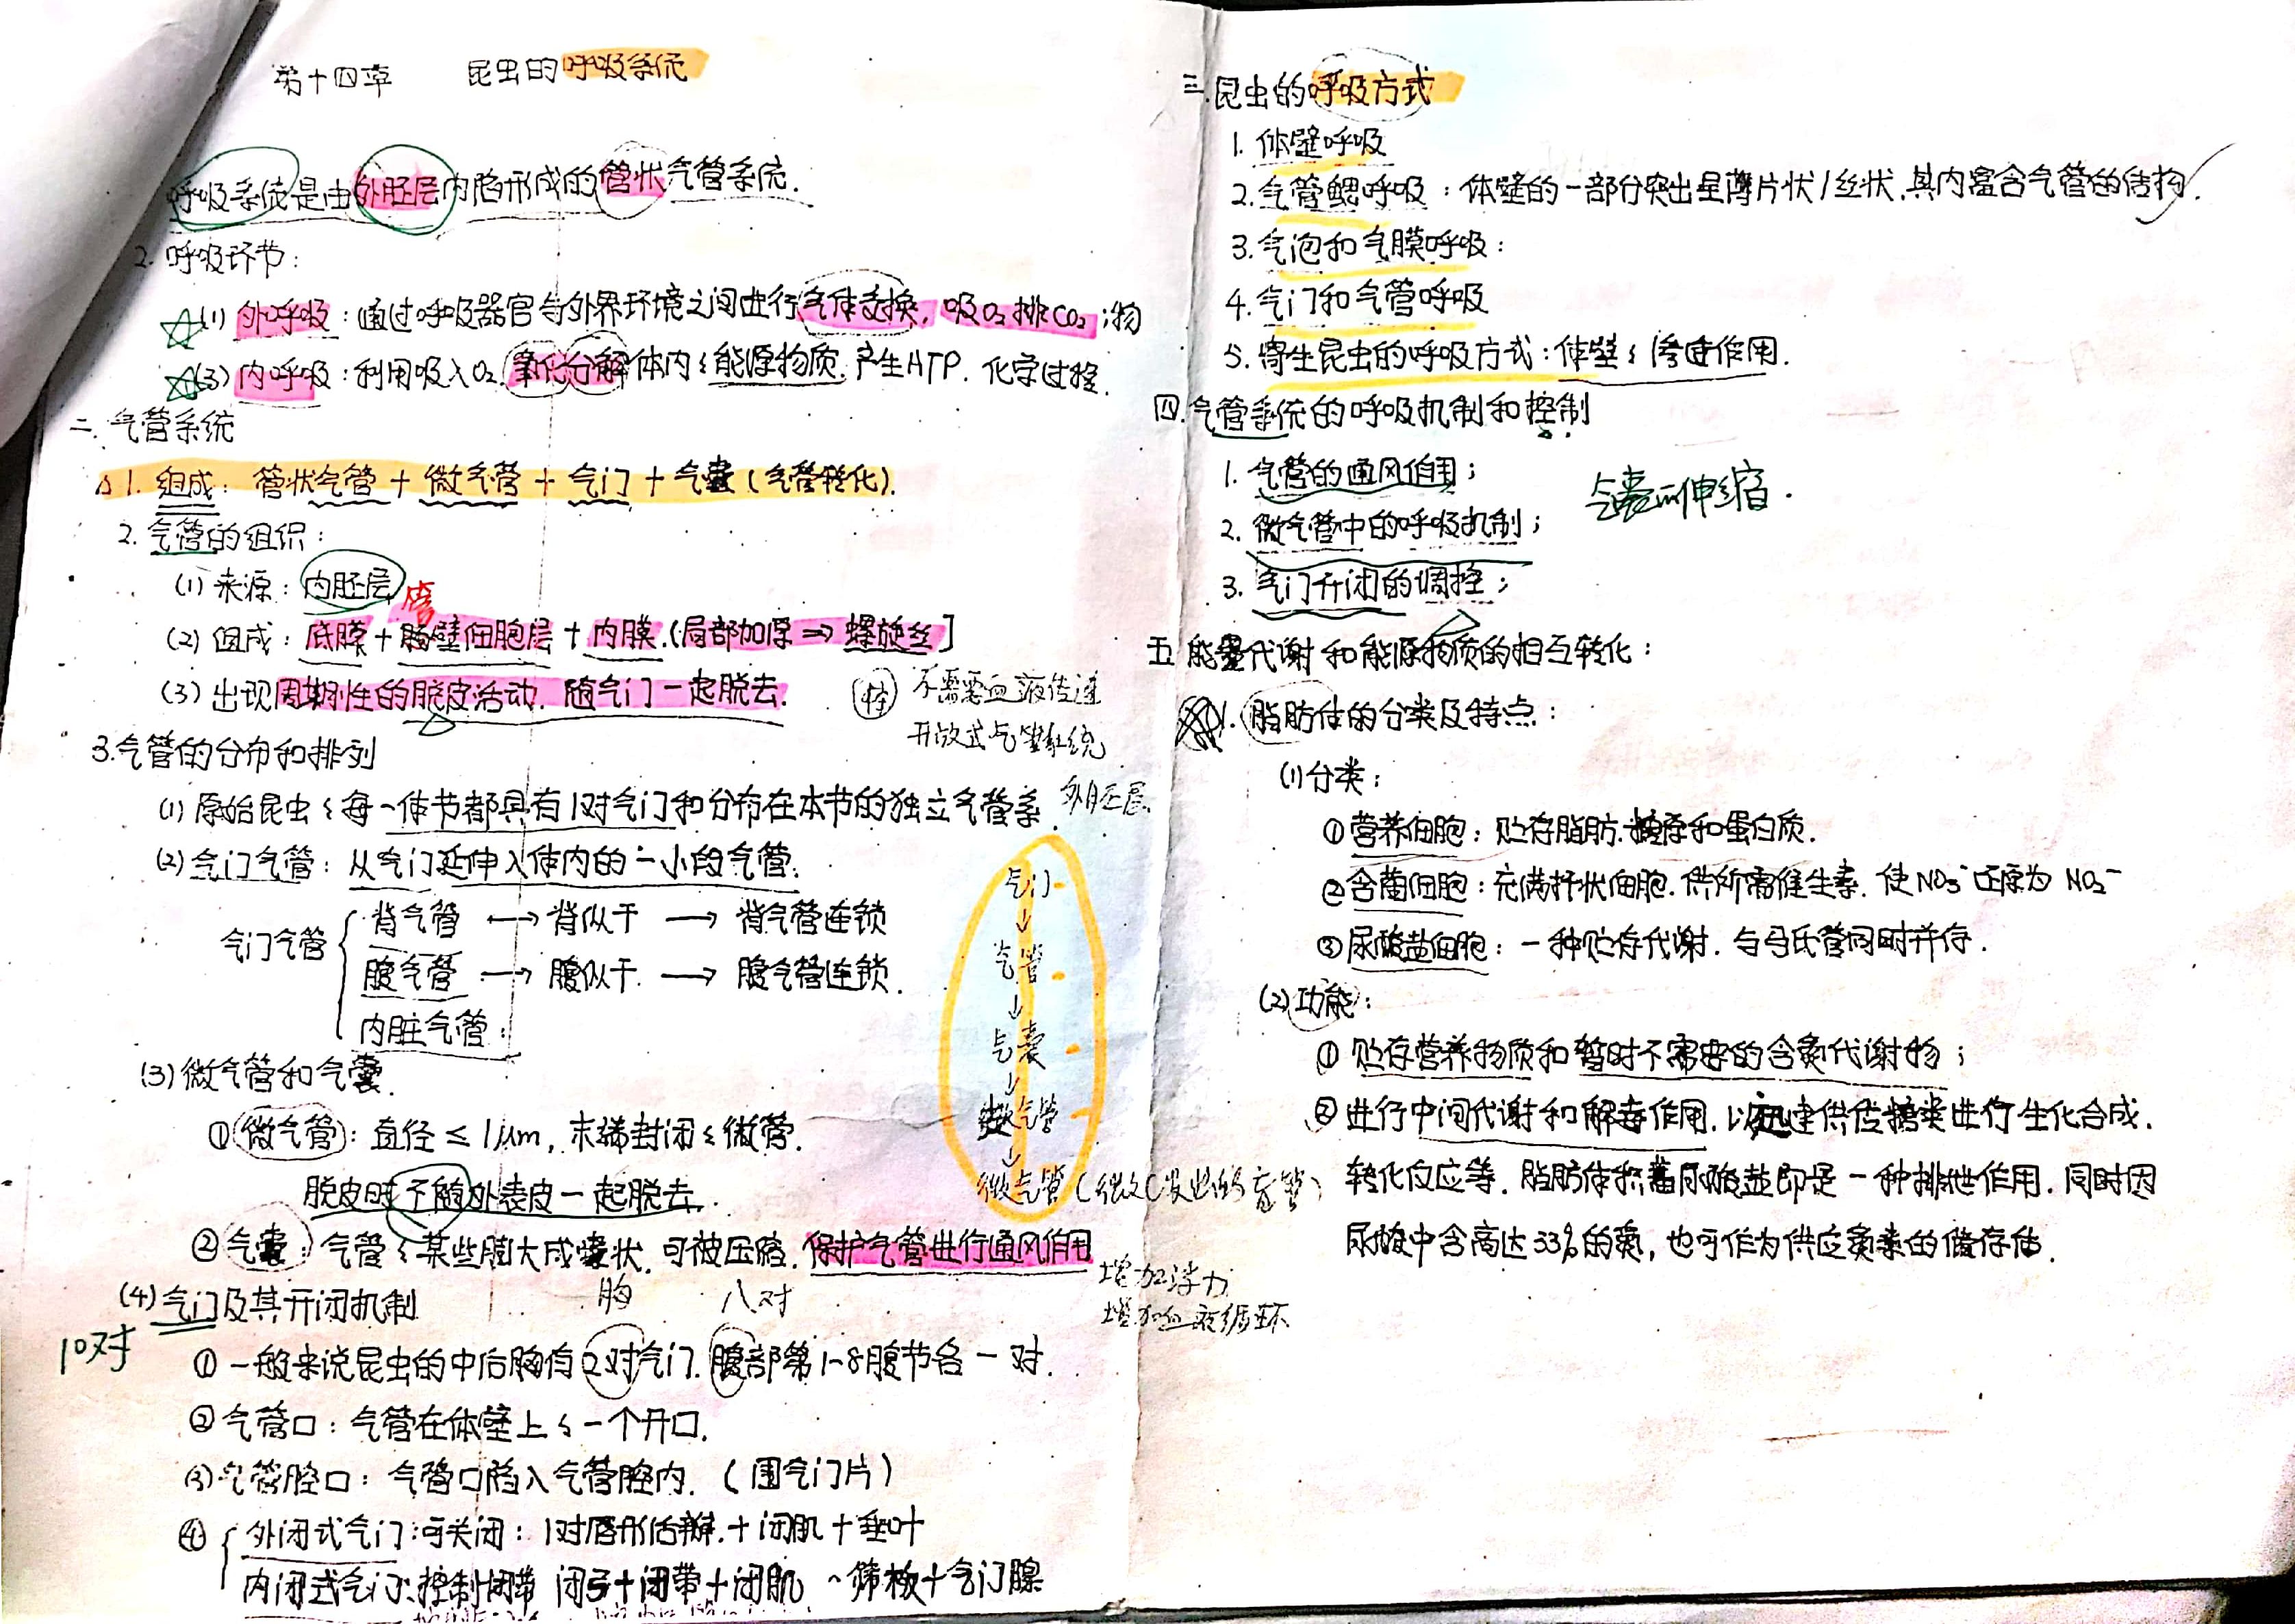 第十四章 昆虫的呼吸系统
呼吸系统是由外胚层内陷形成的管状气管系统.
2. 呼吸环节:
(1) 外呼吸: 通过呼吸器官与外界环境之间进行气体交换, 吸O₂排CO₂; 物
(3) 内呼吸: 利用吸入O₂, 氧化分解体内之能源物质. 产生ATP. 化学过程.
二. 气管系统
1. 组成: 管状气管 + 微气管 + 气门 + 气囊 (气管转化).
2. 气管的组织:
(1) 来源: 内胚层
(2) 组成: 底膜 + 肠壁细胞层 + 内膜. (局部加厚 ⇒ 螺旋丝]
管
(3) 出现周期性的脱皮活动. 随气门一起脱去.
特 不需要血液传递
开放式气管系统
3. 气管的分布和排列
(1) 原始昆虫之每一体节都具有1对气门和分布在本节的独立气管系.
外胚层
(2) 气门气管: 从气门延伸入体内的一小段气管.
气门气管
背气管 → 背纵干 → 背气管连锁
腹气管 → 腹纵干. → 腹气管连锁.
内脏气管:
气门
↓
气管
↓
气囊
↓
支气管
↓
微气管
(3) 微气管和气囊.
① 微气管: 直径 ≤ 1μm, 末端封闭之微管.
脱皮时不随外表皮一起脱去.
② 气囊: 气管之某些膨大成囊状. 可被压陷. 保护气管进行通风作用
增加浮力
增加血液循环
(4) 气门及其开闭机制
胸 八对
10对
① 一般来说昆虫的中后胸有2对气门. 腹部第1~8腹节各一对.
② 气管口: 气管在体壁上之一个开口.
(3) 气管腔口: 气管口陷入气管腔内. (围气门片)
④ 外闭式气门: 可关闭: 1对唇形活瓣. + 闭肌 + 垂叶
内闭式气门: 控制闭带 闭弓+闭带+闭肌 ~筛板+气门腺
三. 昆虫的呼吸方式
1. 体壁呼吸
2. 气管鳃呼吸: 体壁的一部分突出呈薄片状/丝状. 其内富含气管的结构.
3. 气泡和气膜呼吸:
4. 气门和气管呼吸
5. 寄生昆虫的呼吸方式: 体壁之渗透作用.
四. 气管系统的呼吸机制和控制
1. 气管的通风作用;
气囊的伸缩.
2. 微气管中的呼吸机制;
3. 气门开闭的调控;
五. 能量代谢和能源物质的相互转化:
1. 脂肪体的分类及特点:
(1) 分类:
① 营养细胞: 贮存脂肪. 糖原和蛋白质.
② 含菌细胞: 充满杆状细胞. 供所需维生素. 使NO₃⁻还原为NO₂⁻
③ 尿酸盐细胞: 一种贮存代谢. 与马氏管同时并存.
(2) 功能:
① 贮存营养物质和暂时不需要的含氮代谢物;
② 进行中间代谢和解毒作用. 以迅速供给糖类进行生化合成.
转化反应等. 脂肪体积蓄尿酸盐即是一种排泄作用. 同时因
尿酸中含高达33%的氮, 也可作为供应氮素的储存体.